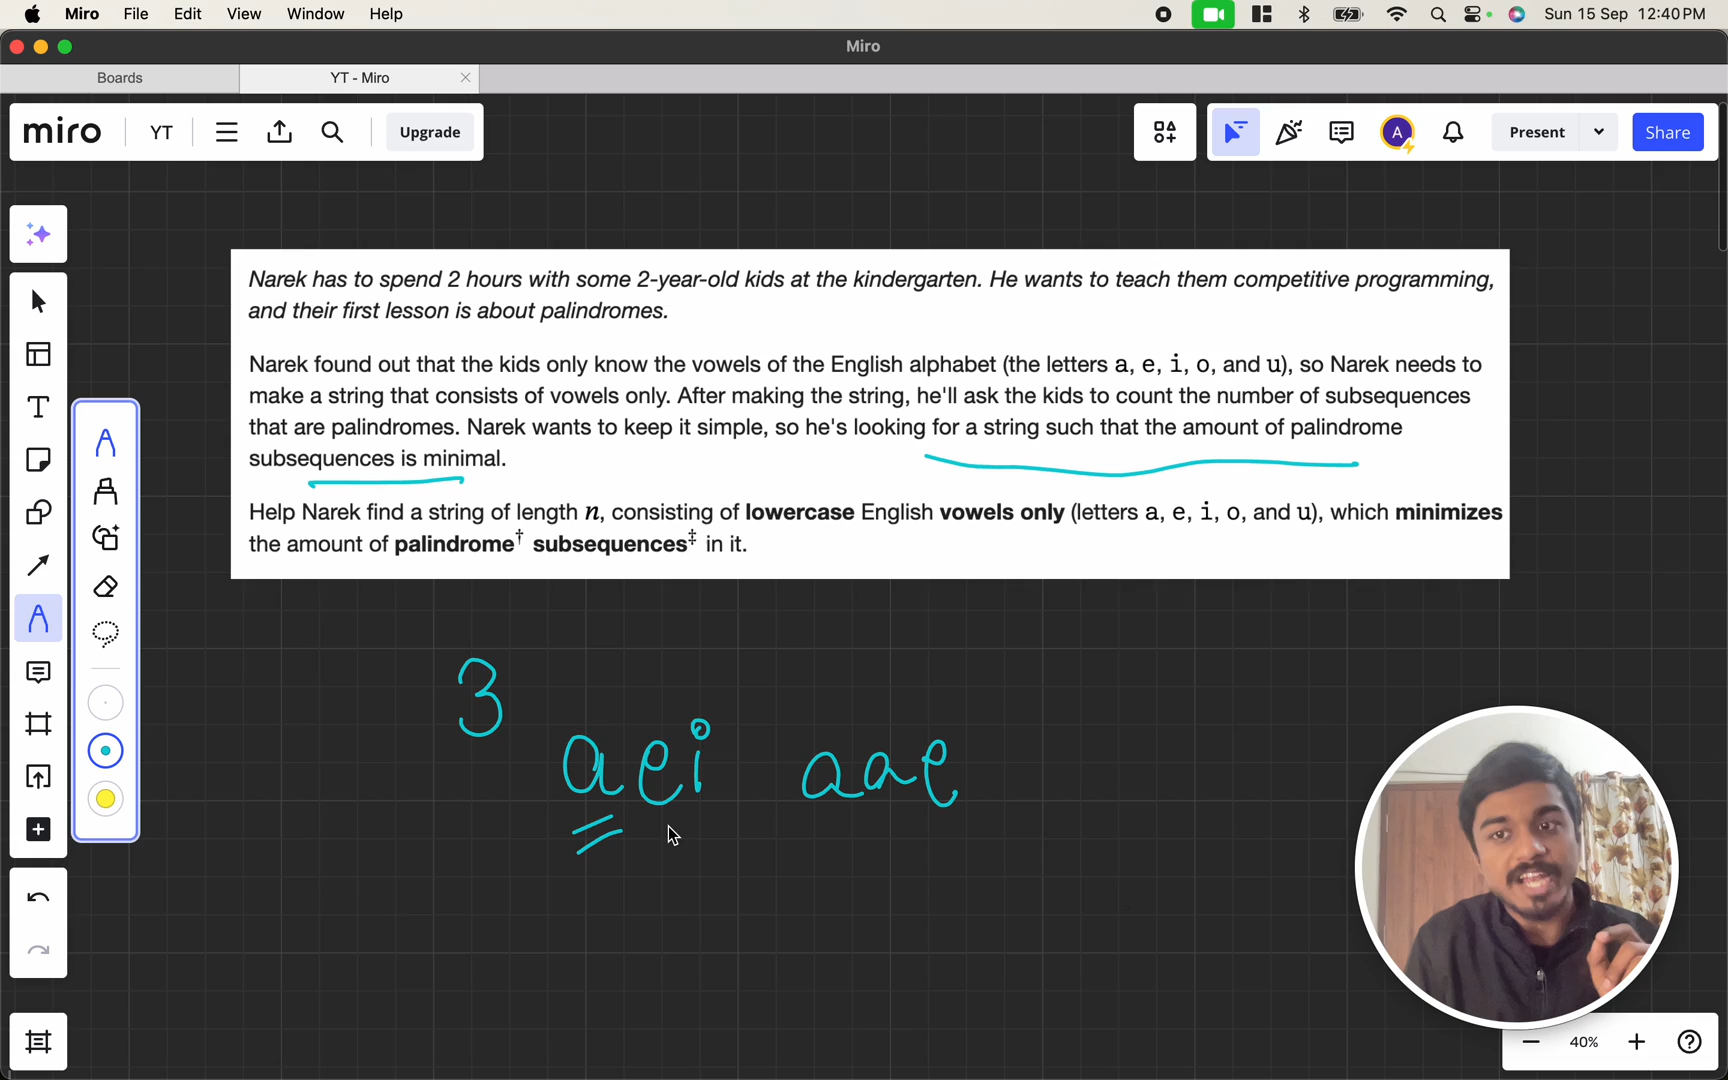 Miro File Edit View Window Help
Sun 15 Sep 12:40 PM
Miro
Boards
YT - Miro
miro YT Upgrade
A Present Share
Narek has to spend 2 hours with some 2-year-old kids at the kindergarten. He wants to teach them competitive programming,
and their first lesson is about palindromes.
Narek found out that the kids only know the vowels of the English alphabet (the letters a, e, i, o, and u), so Narek needs to
make a string that consists of vowels only. After making the string, he'll ask the kids to count the number of subsequences
that are palindromes. Narek wants to keep it simple, so he's looking for a string such that the amount of palindrome
subsequences is minimal.
Help Narek find a string of length n, consisting of lowercase English vowels only (letters a, e, i, o, and u), which minimizes
the amount of palindrome† subsequences‡ in it.
3
aei aae
40%